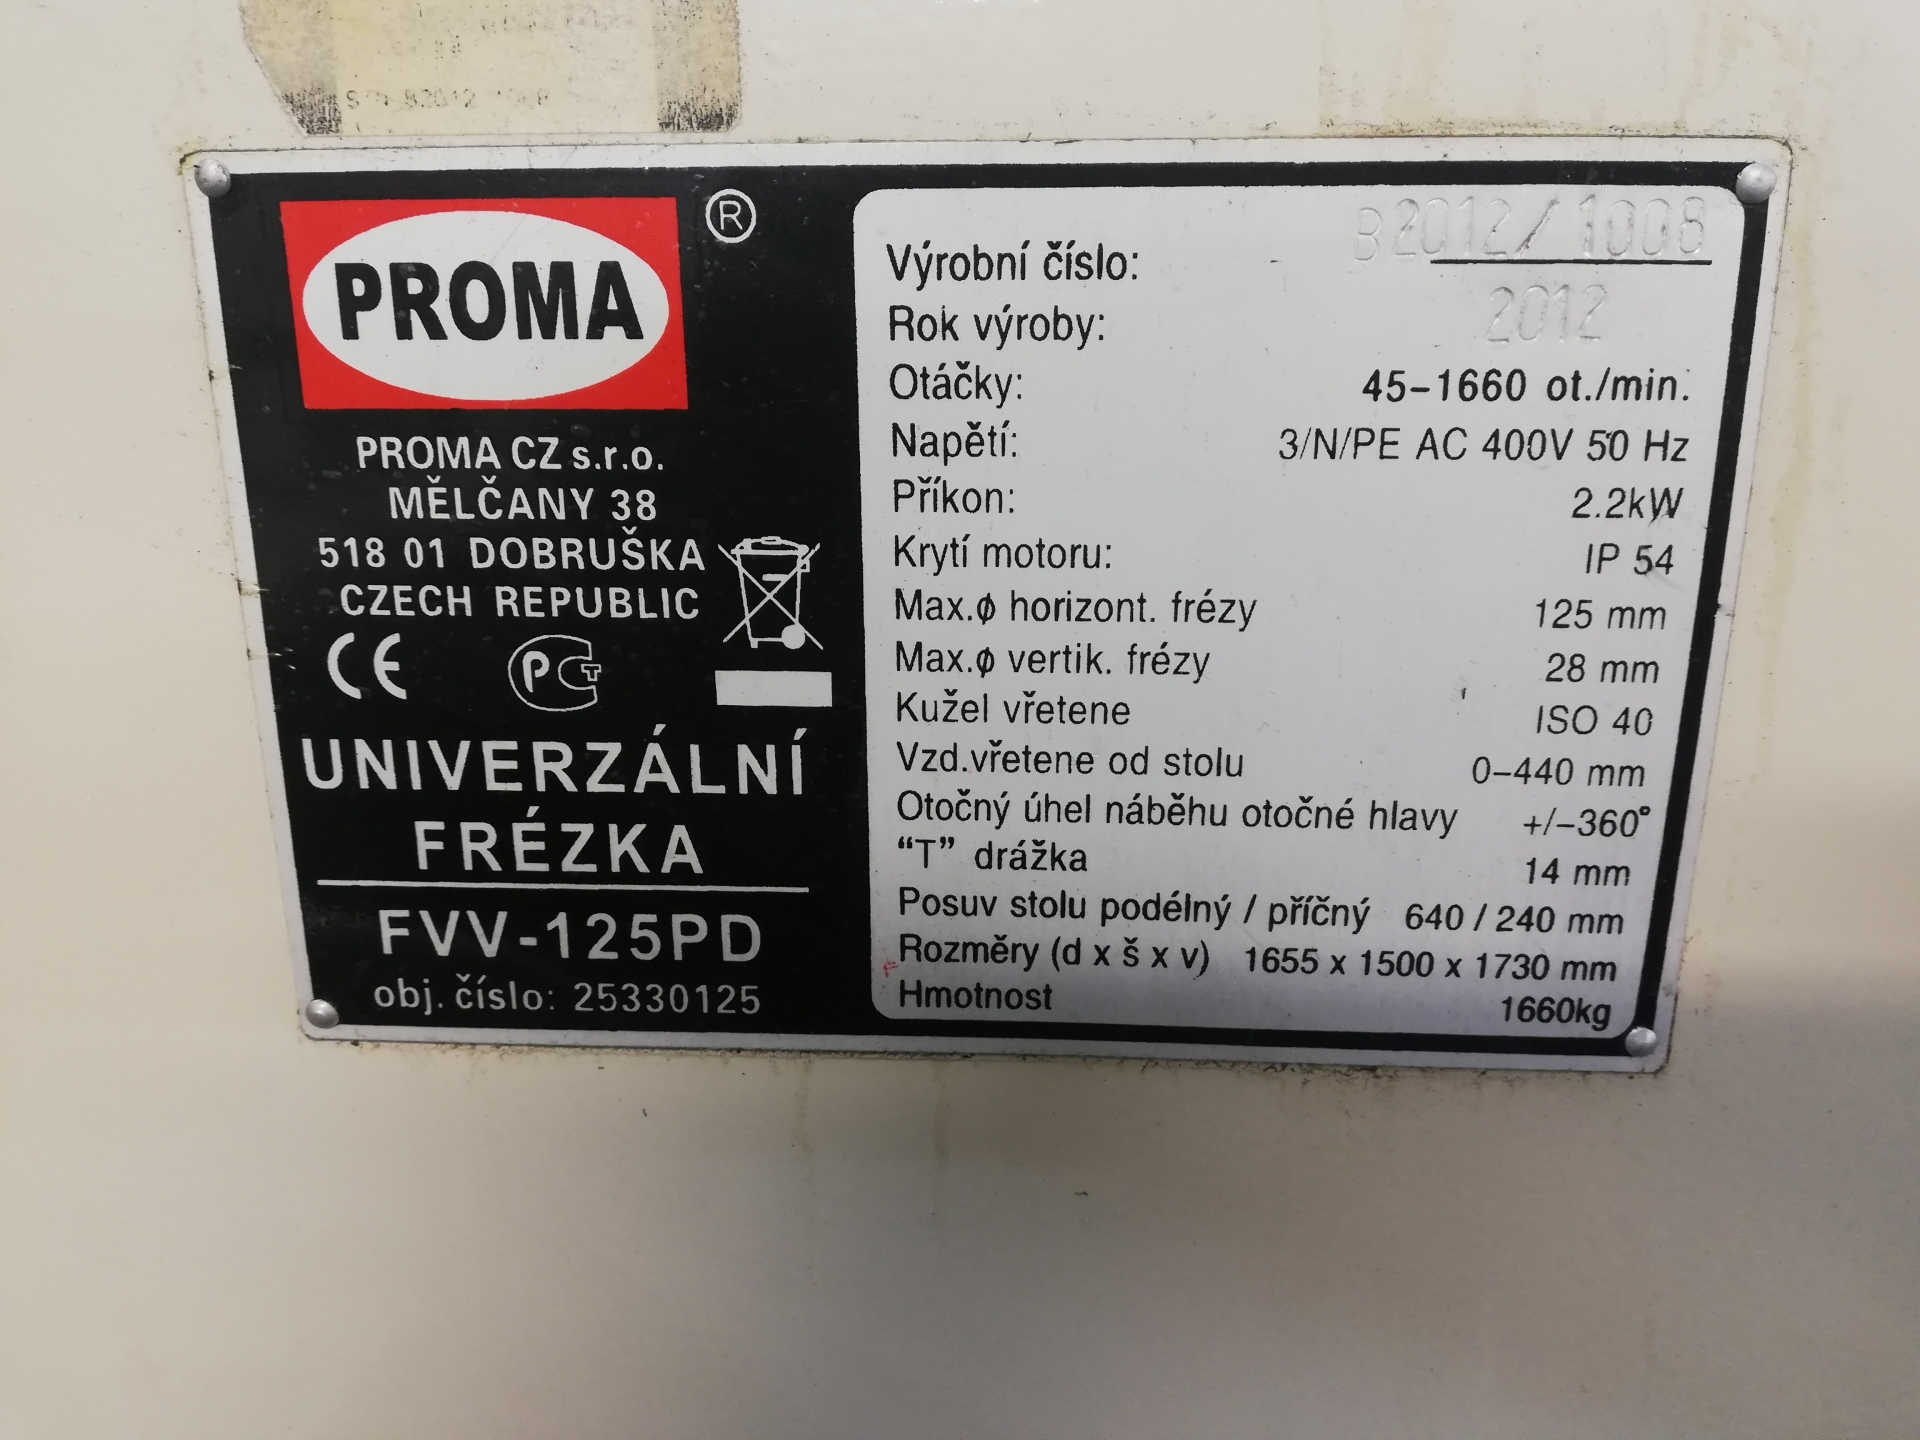 PROMA ®
PROMA CZ s.r.o.
MĚLČANY 38
518 01 DOBRUŠKA
CZECH REPUBLIC
CE PCT
UNIVERZÁLNÍ
FRÉZKA
FVV-125PD
obj. číslo: 25330125
Výrobní číslo: B2012/1008
Rok výroby: 2012
Otáčky: 45-1660 ot./min.
Napětí: 3/N/PE AC 400V 50 Hz
Příkon: 2.2kW
Krytí motoru: IP 54
Max.ø horizont. frézy 125 mm
Max.ø vertik. frézy 28 mm
Kužel vřetene ISO 40
Vzd.vřetene od stolu 0-440 mm
Otočný úhel náběhu otočné hlavy +/-360°
“T” drážka 14 mm
Posuv stolu podélný / příčný 640 / 240 mm
Rozměry (d x š x v) 1655 x 1500 x 1730 mm
Hmotnost 1660kg